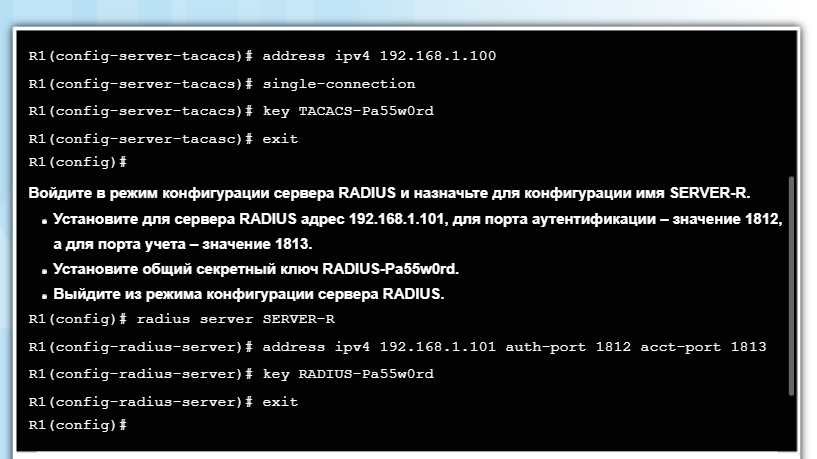 R1(config-server-tacacs)# address ipv4 192.168.1.100
R1(config-server-tacacs)# single-connection
R1(config-server-tacacs)# key TACACS-Pa55w0rd
R1(config-server-tacasc)# exit
R1(config)#
Войдите в режим конфигурации сервера RADIUS и назначьте для конфигурации имя SERVER-R.
• Установите для сервера RADIUS адрес 192.168.1.101, для порта аутентификации – значение 1812,
а для порта учета – значение 1813.
• Установите общий секретный ключ RADIUS-Pa55w0rd.
• Выйдите из режима конфигурации сервера RADIUS.
R1(config)# radius server SERVER-R
R1(config-radius-server)# address ipv4 192.168.1.101 auth-port 1812 acct-port 1813
R1(config-radius-server)# key RADIUS-Pa55w0rd
R1(config-radius-server)# exit
R1(config)#